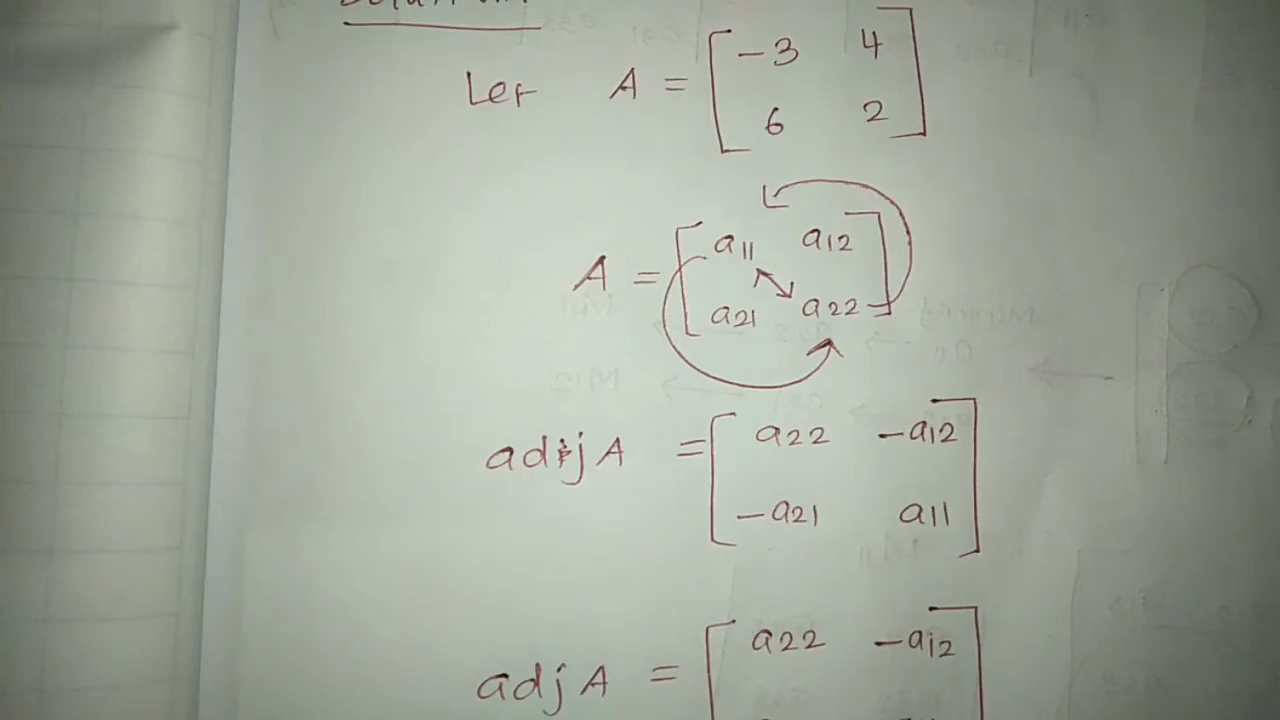 Let A = [ -3 4
6 2 ]
A = [ a11 a12
a21 a22 ]
adj A = [ a22 -a12
-a21 a11 ]
adj A = [ a22 -a12